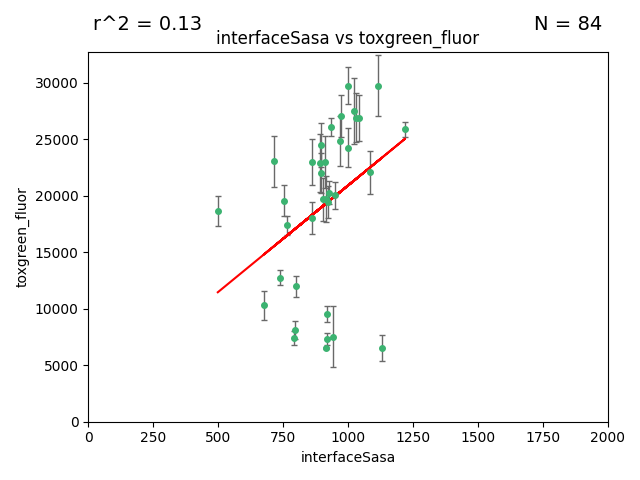 r^2 = 0.13
N = 84
interfaceSasa vs toxgreen_fluor
toxgreen_fluor
30000
25000
20000
15000
10000
5000
0
0 250 500 750 1000 1250 1500 1750 2000
interfaceSasa